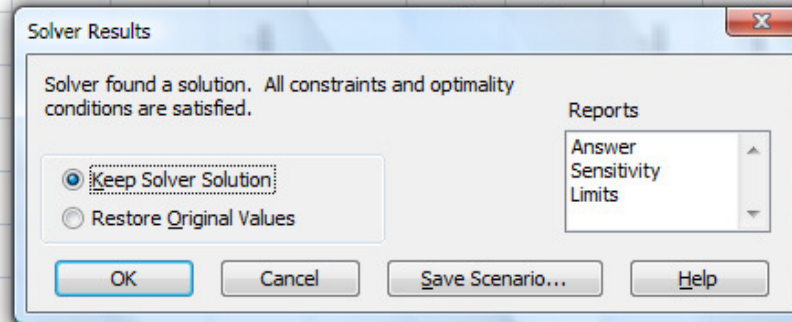 Solver Results
Solver found a solution. All constraints and optimality
conditions are satisfied.
Reports
Answer
Sensitivity
Limits
Keep Solver Solution
Restore Original Values
OK
Cancel
Save Scenario...
Help